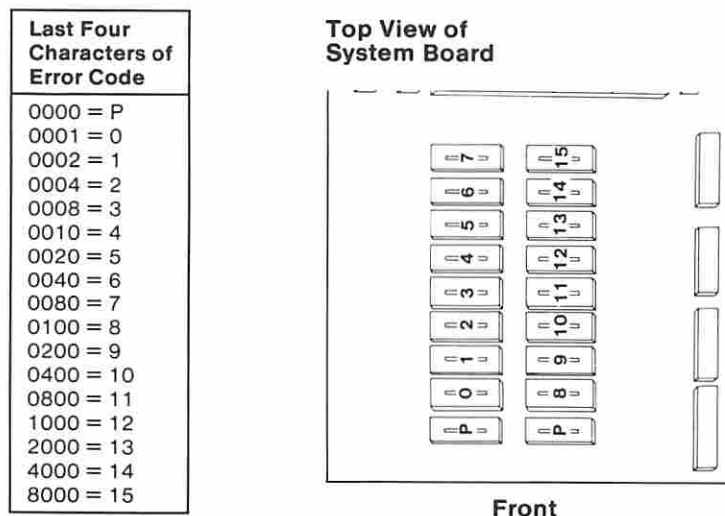 Last Four
Characters of
Error Code
0000 = P
0001 = 0
0002 = 1
0004 = 2
0008 = 3
0010 = 4
0020 = 5
0040 = 6
0080 = 7
0100 = 8
0200 = 9
0400 = 10
0800 = 11
1000 = 12
2000 = 13
4000 = 14
8000 = 15
Top View of
System Board
7 15
6 14
5 13
4 12
3 11
2 10
1 9
0 8
P P
Front